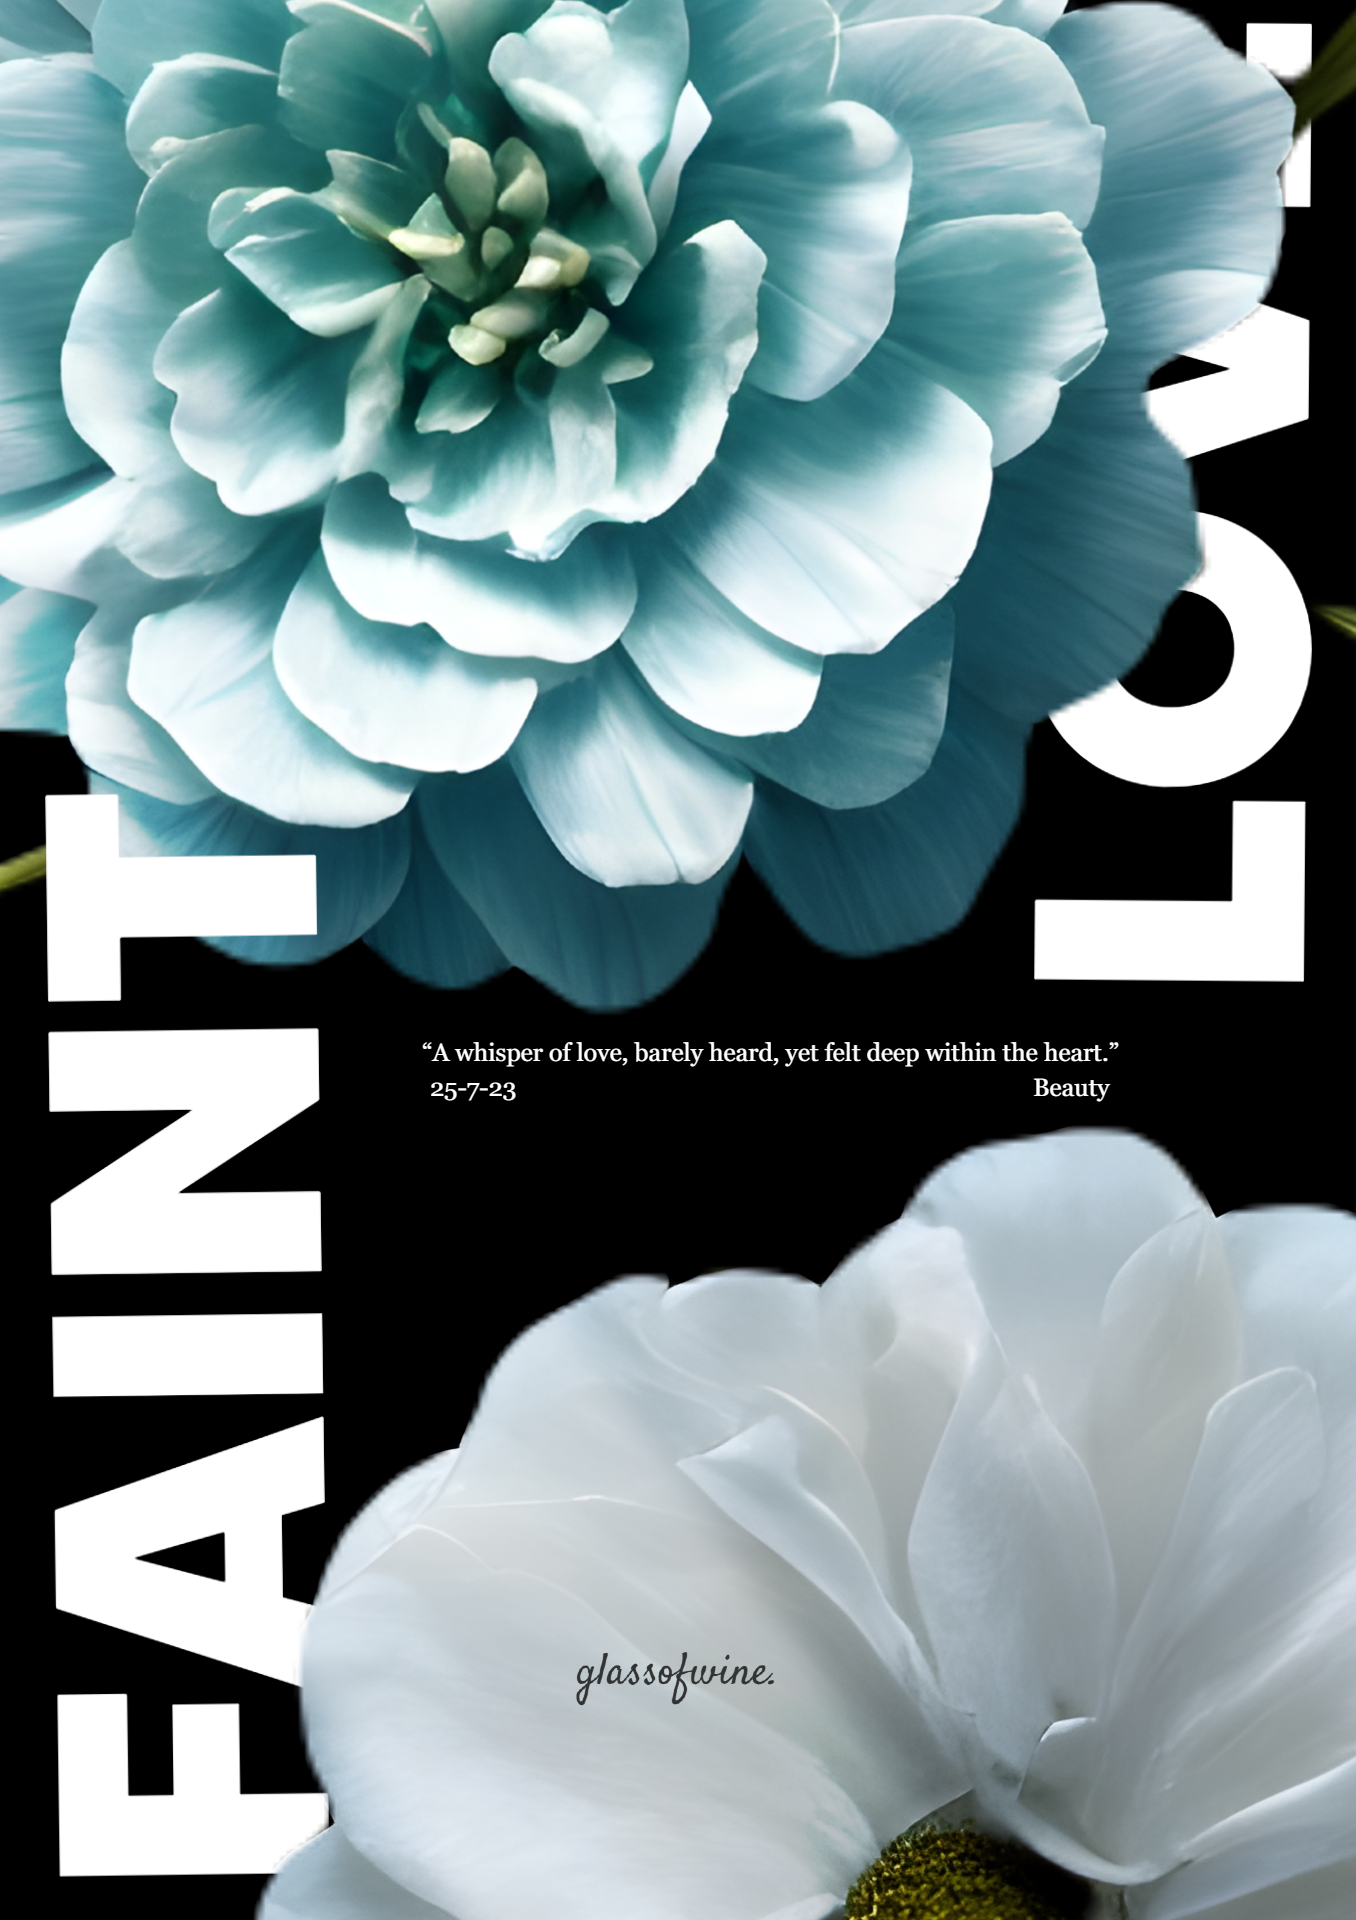 FAINT
LOVE
“A whisper of love, barely heard, yet felt deep within the heart.”
25-7-23 Beauty
glassofwine.